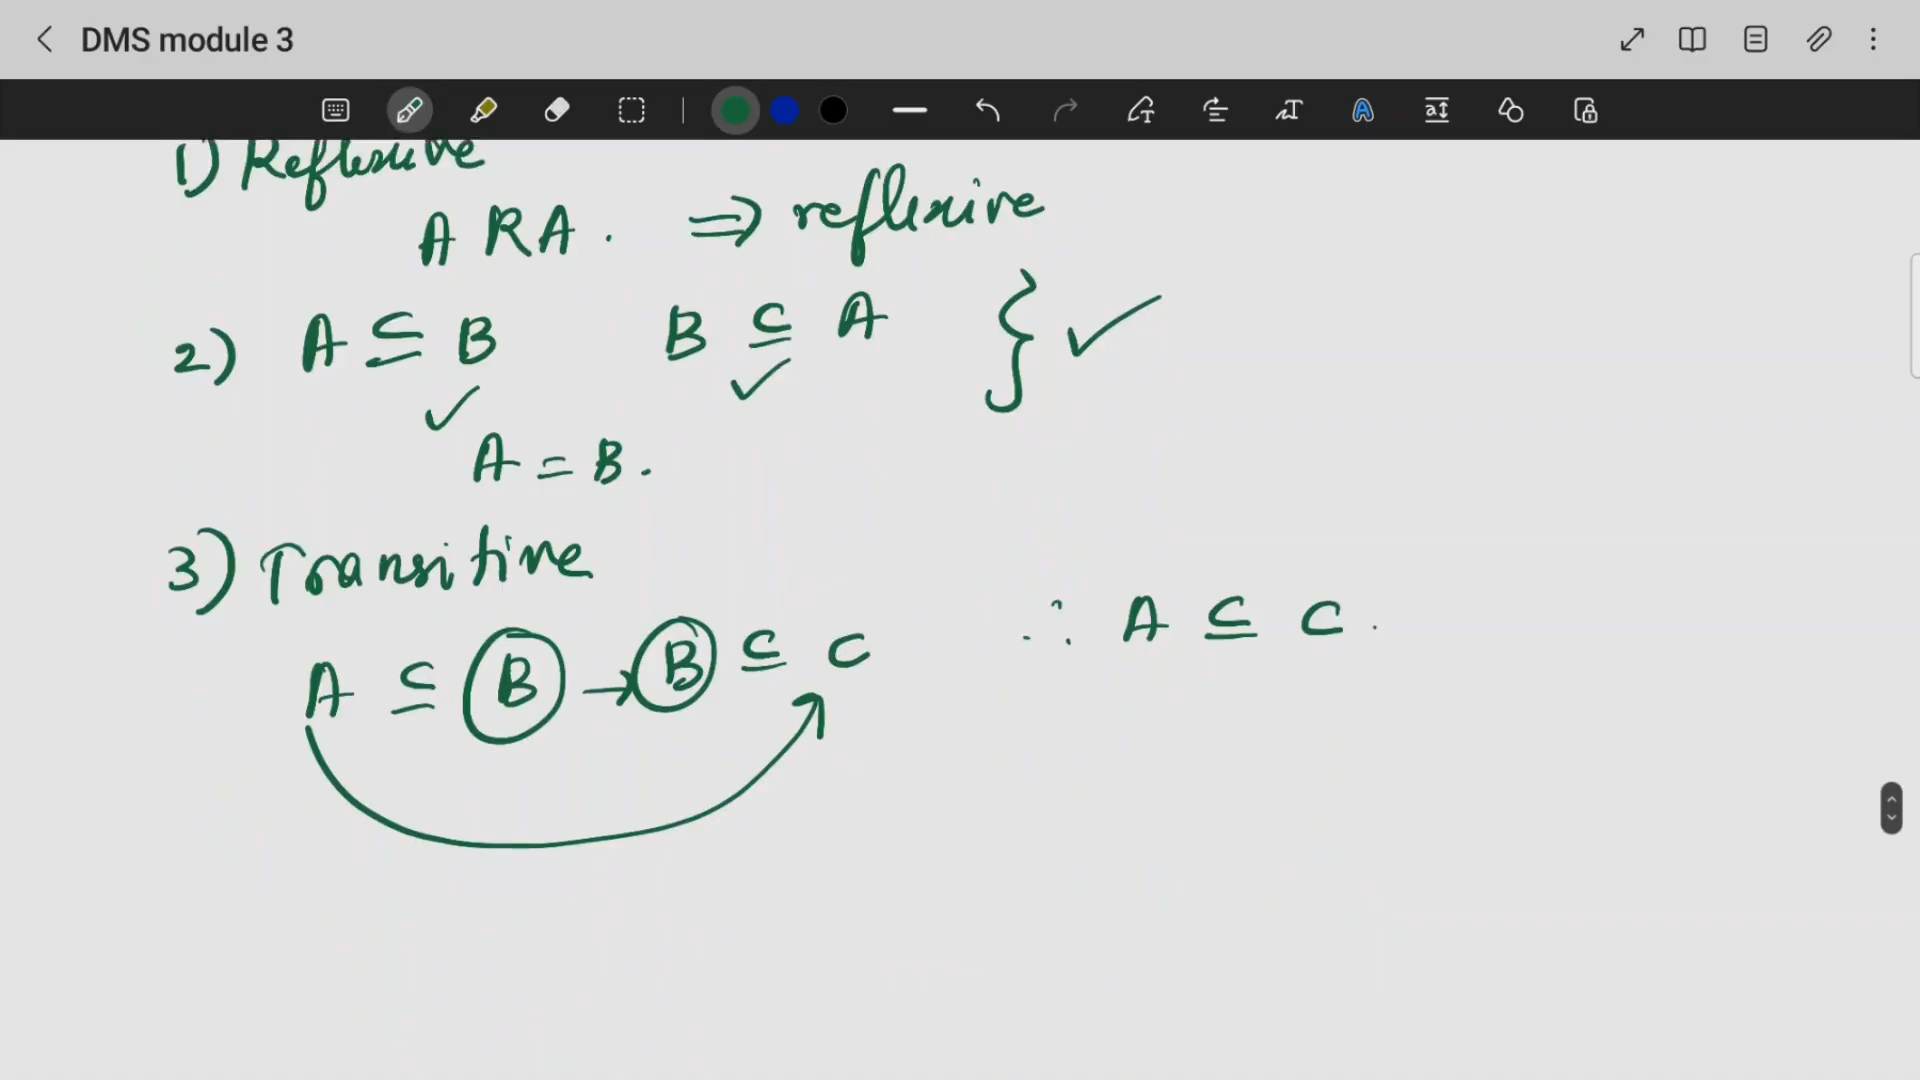 DMS module 3
1) Reflexive
A R A . ⇒ reflexive
2) A ⊆ B B ⊆ A } ✓
✓ ✓
A = B .
3) Transitive
A ⊆ B → B ⊆ C ∴ A ⊆ C .